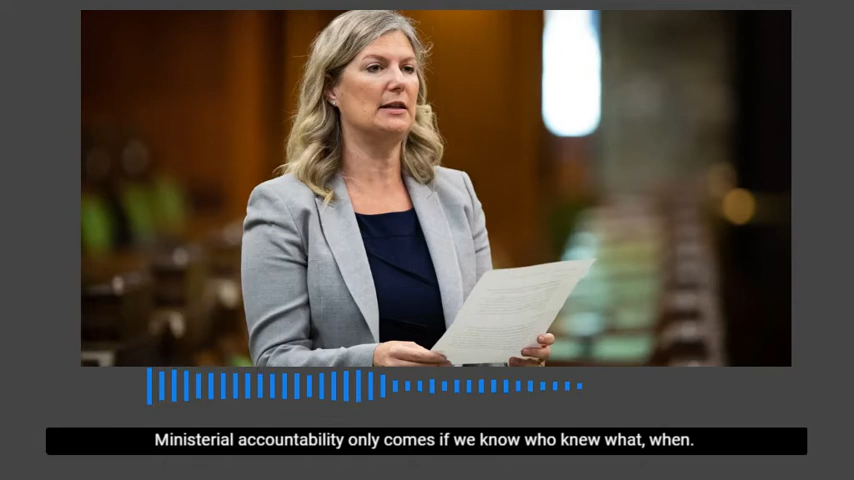 Ministerial accountability only comes if we know who knew what, when.